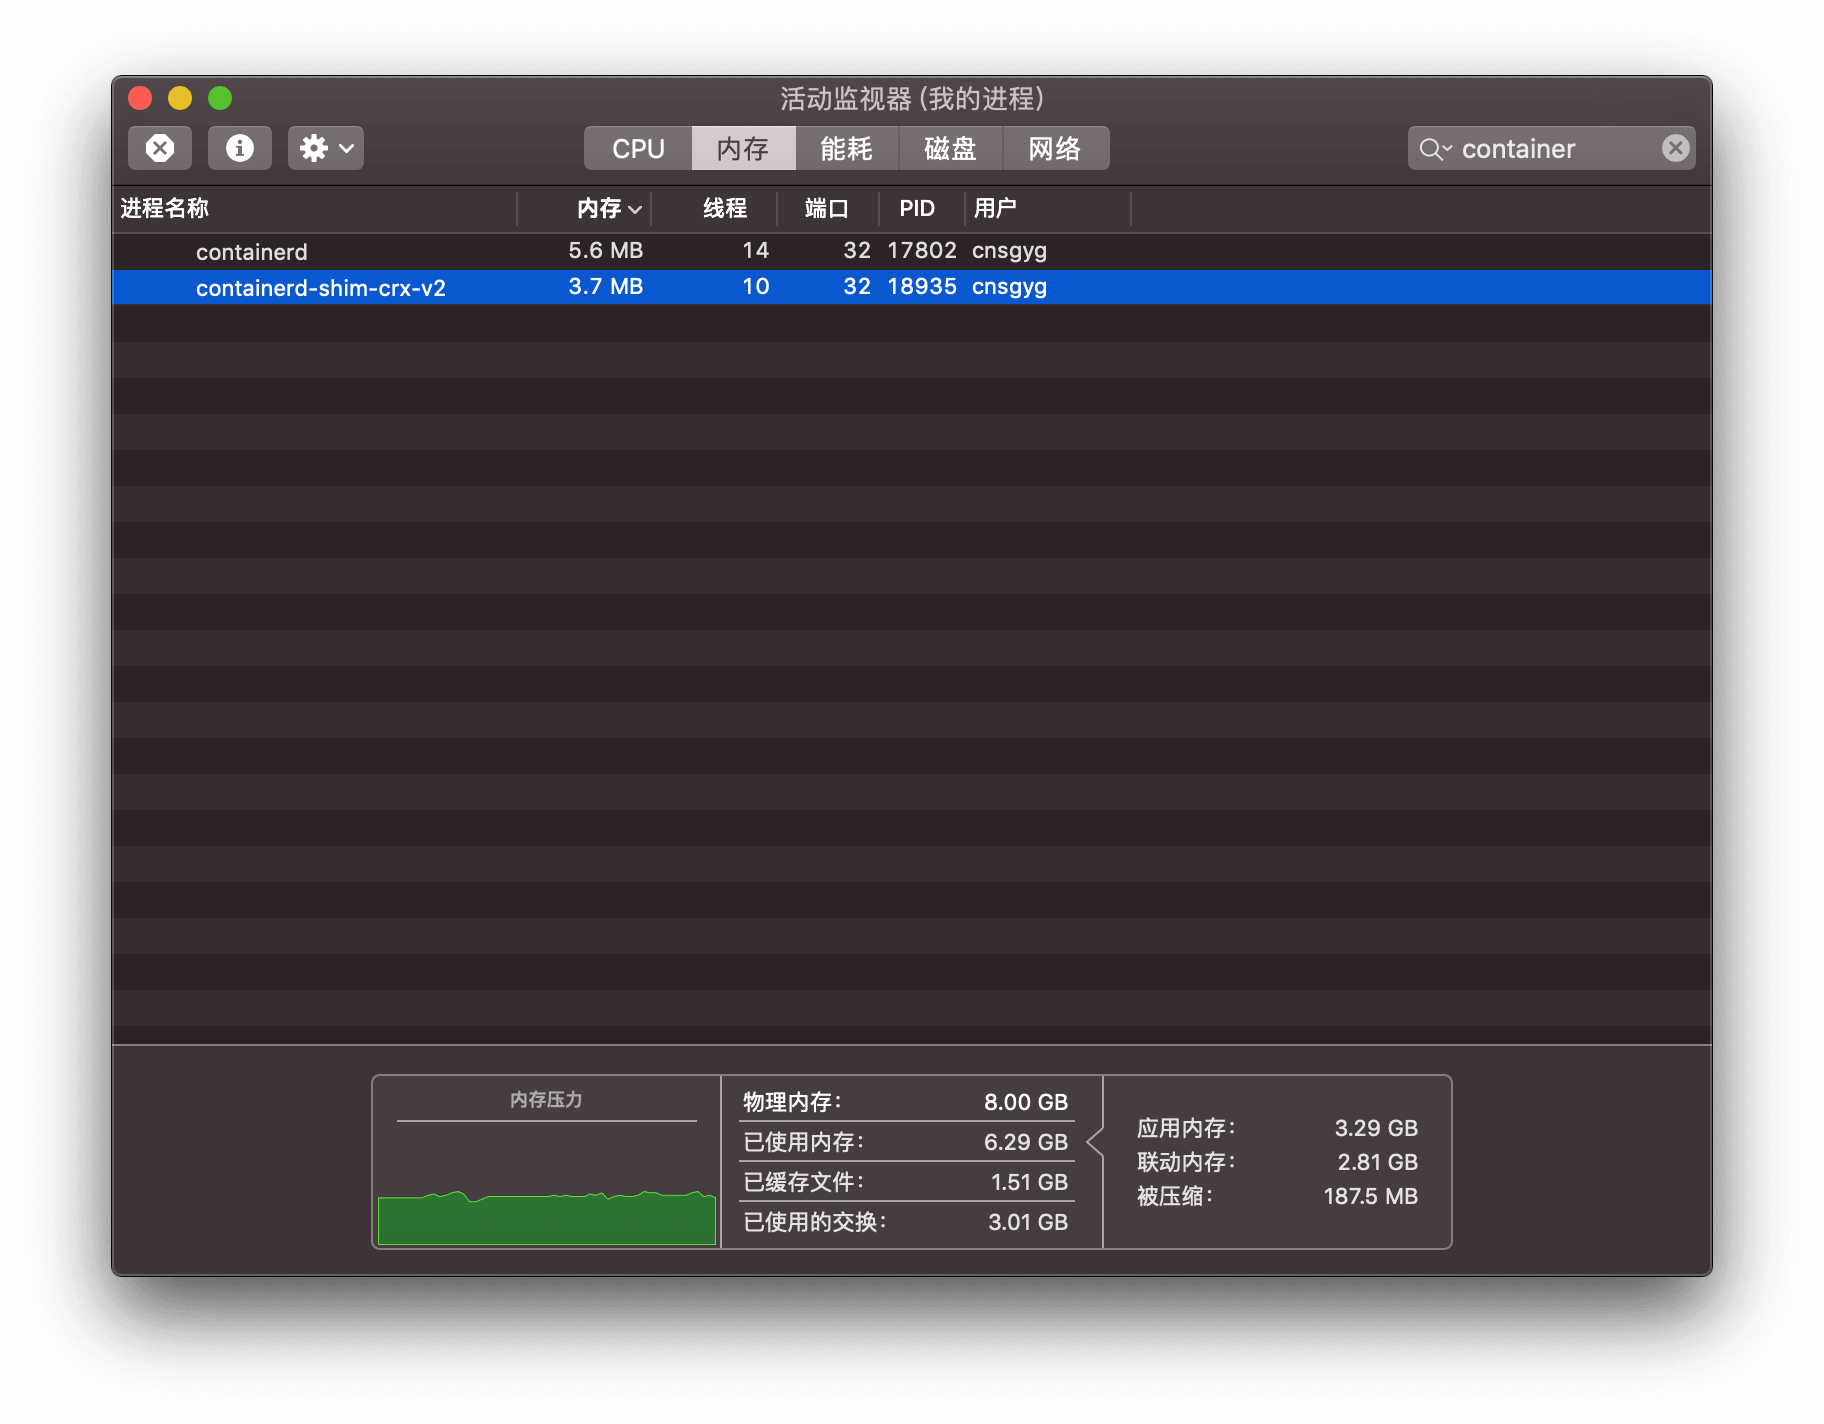 活动监视器 (我的进程)
CPU 内存 能耗 磁盘 网络 container
进程名称 内存 线程 端口 PID 用户
containerd 5.6 MB 14 32 17802 cnsgyg
containerd-shim-crx-v2 3.7 MB 10 32 18935 cnsgyg
内存压力
物理内存： 8.00 GB
已使用内存： 6.29 GB
已缓存文件： 1.51 GB
已使用的交换： 3.01 GB
应用内存： 3.29 GB
联动内存： 2.81 GB
被压缩： 187.5 MB